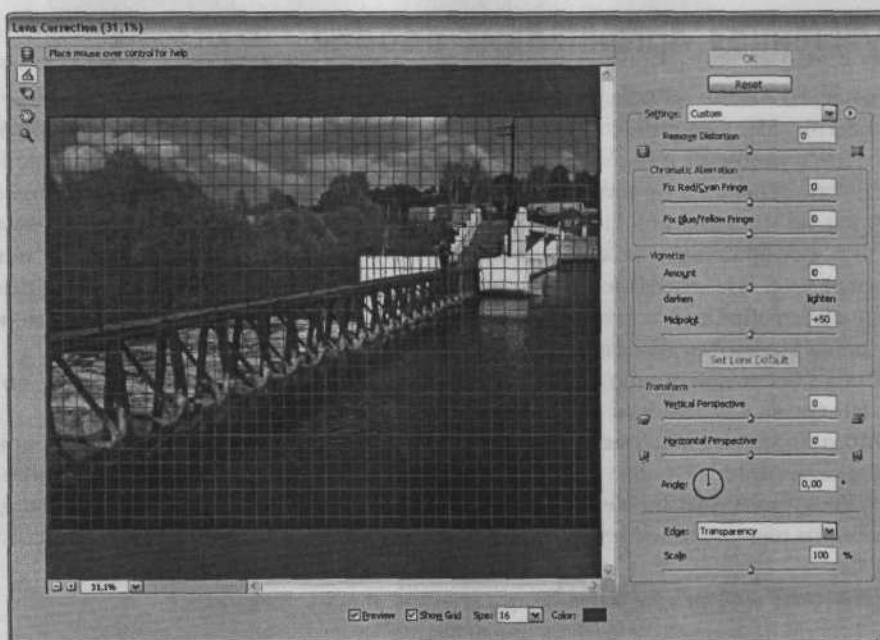 Lens Correction (31,1%)
Place mouse over control for help
OK
Reset
Settings: Custom
Remove Distortion 0
Chromatic Aberration
Fix Red/Cyan Fringe 0
Fix Blue/Yellow Fringe 0
Vignette
Amount 0
darken lighten
Midpoint +50
Set Lens Default
Transform
Vertical Perspective 0
Horizontal Perspective 0
Angle: 0,00 °
Edge: Transparency
Scale 100 %
31,1%
Preview Show Grid Size: 16 Color: